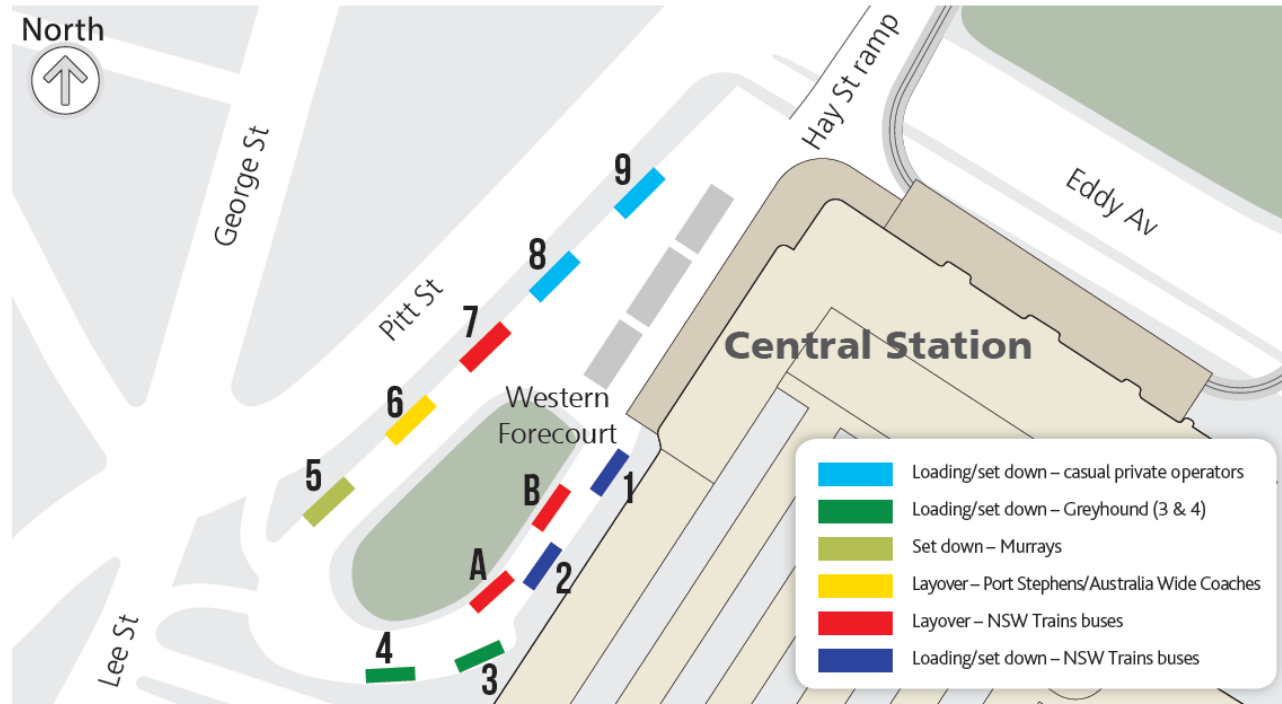 North
George St
Hay St ramp
Eddy Av
9
8
Pitt St
7
Central Station
6
Western
Forecourt
5
B
1
A
2
Lee St
4
3
Loading/set down – casual private operators
Loading/set down – Greyhound (3 & 4)
Set down – Murrays
Layover – Port Stephens/Australia Wide Coaches
Layover – NSW Trains buses
Loading/set down – NSW Trains buses